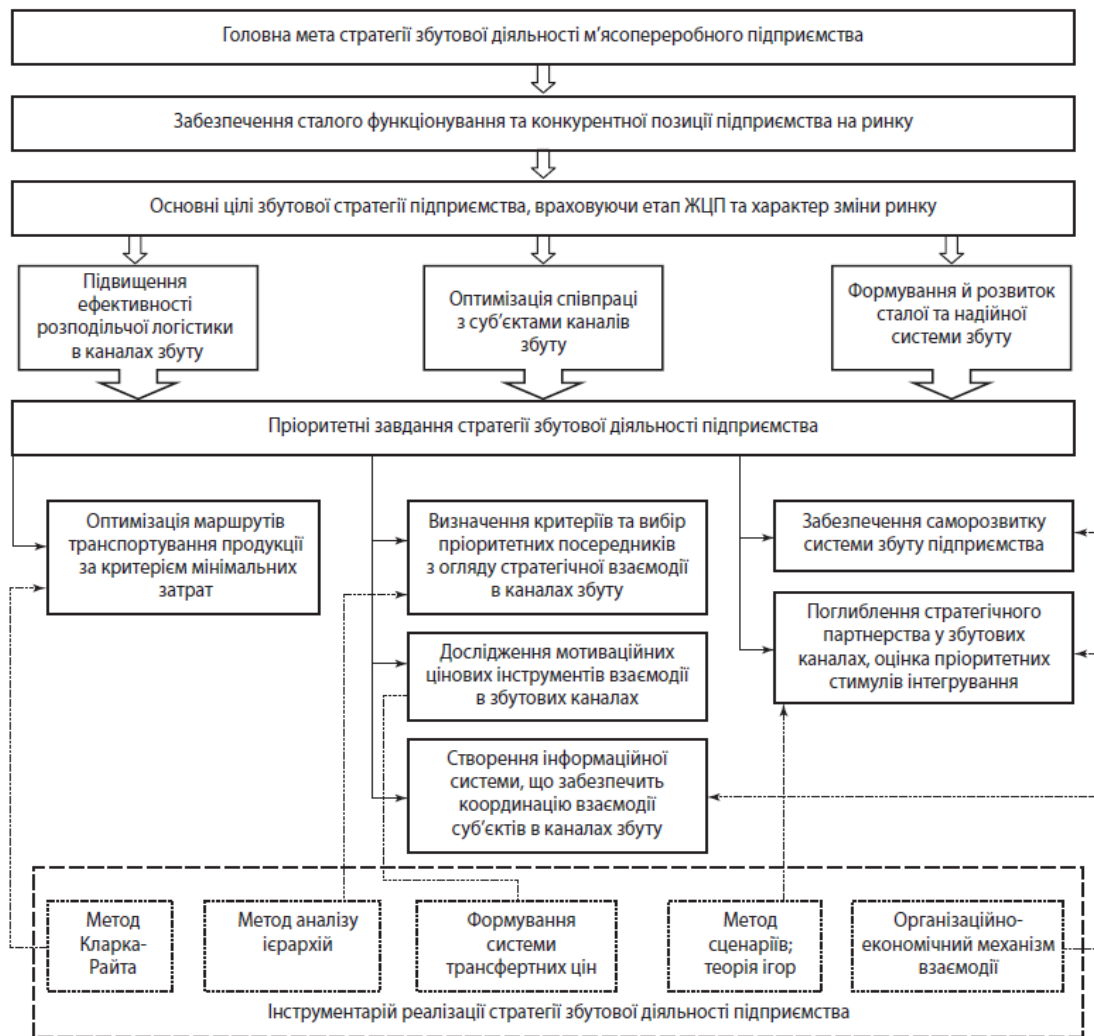 Головна мета стратегії збутової діяльності м’ясопереробного підприємства
Забезпечення сталого функціонування та конкурентної позиції підприємства на ринку
Основні цілі збутової стратегії підприємства, враховуючи етап ЖЦП та характер зміни ринку
Підвищення
ефективності
розподільчої логістики
в каналах збуту
Оптимізація співпраці
з суб’єктами каналів
збуту
Формування й розвиток
сталої та надійної
системи збуту
Пріоритетні завдання стратегії збутової діяльності підприємства
Оптимізація маршрутів
транспортування продукції
за критерієм мінімальних
затрат
Визначення критеріїв та вибір
пріоритетних посередників
з огляду стратегічної взаємодії
в каналах збуту
Забезпечення саморозвитку
системи збуту підприємства
Поглиблення стратегічного
партнерства у збутових
каналах, оцінка пріоритетних
стимулів інтегрування
Дослідження мотиваційних
цінових інструментів взаємодії
в збутових каналах
Створення інформаційної
системи, що забезпечить
координацію взаємодії
суб’єктів в каналах збуту
Метод
Кларка-
Райта
Метод аналізу
ієрархій
Формування
системи
трансфертних цін
Метод
сценаріїв;
теорія ігор
Організаційно-
економічний механізм
взаємодії
Інструментарій реалізації стратегії збутової діяльності підприємства